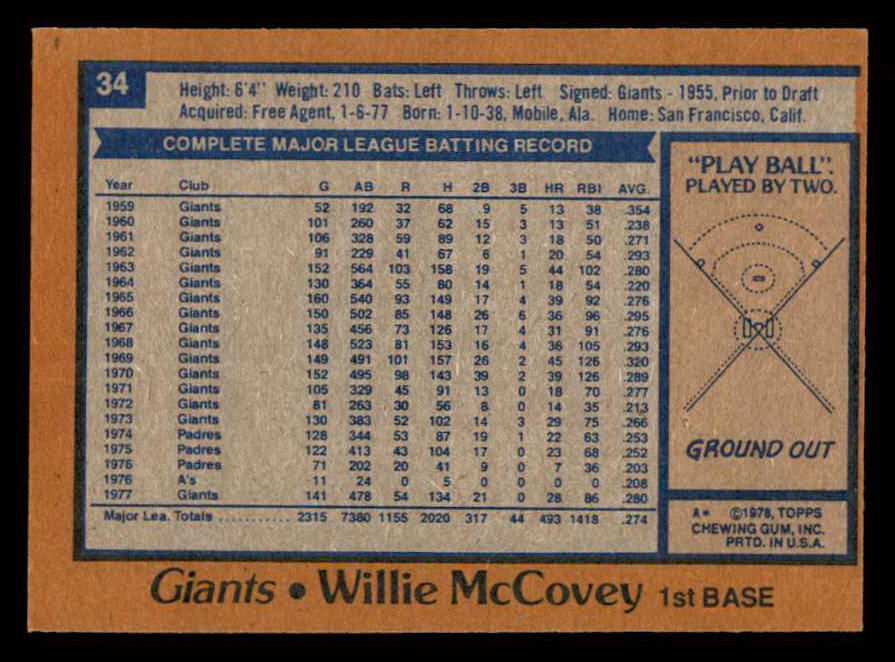 34
Height: 6'4" Weight: 210 Bats: Left Throws: Left Signed: Giants - 1955, Prior to Draft
Acquired: Free Agent, 1-6-77 Born: 1-10-38, Mobile, Ala. Home: San Francisco, Calif.
COMPLETE MAJOR LEAGUE BATTING RECORD
Year Club G AB R H 2B 3B HR RBI AVG.
1959 Giants 52 192 32 68 9 5 13 38 .354
1960 Giants 101 260 37 62 15 3 13 51 .238
1961 Giants 106 328 59 89 12 3 18 50 .271
1962 Giants 91 229 41 67 6 1 20 54 .293
1963 Giants 152 564 103 158 19 5 44 102 .280
1964 Giants 130 364 55 80 14 1 18 54 .220
1965 Giants 160 540 93 149 17 4 39 92 .276
1966 Giants 150 502 85 148 26 6 36 96 .295
1967 Giants 135 456 73 126 17 4 31 91 .276
1968 Giants 148 523 81 153 16 4 36 105 .293
1969 Giants 149 491 101 157 26 2 45 126 .320
1970 Giants 152 495 98 143 39 2 39 126 .289
1971 Giants 105 329 45 91 13 0 18 70 .277
1972 Giants 81 263 30 56 8 0 14 35 .213
1973 Giants 130 383 52 102 14 3 29 75 .266
1974 Padres 128 344 53 87 19 1 22 63 .253
1975 Padres 122 413 43 104 17 0 23 68 .252
1976 Padres 71 202 20 41 9 0 7 36 .203
1976 A's 11 24 0 5 0 0 0 0 .208
1977 Giants 141 478 54 134 21 0 28 86 .280
Major Lea. Totals ........... 2315 7380 1155 2020 317 44 493 1418 .274
"PLAY BALL".
PLAYED BY TWO.
GROUND OUT
A* ©1978, TOPPS
CHEWING GUM, INC.
PRTD. IN U.S.A.
Giants • Willie McCovey 1st BASE